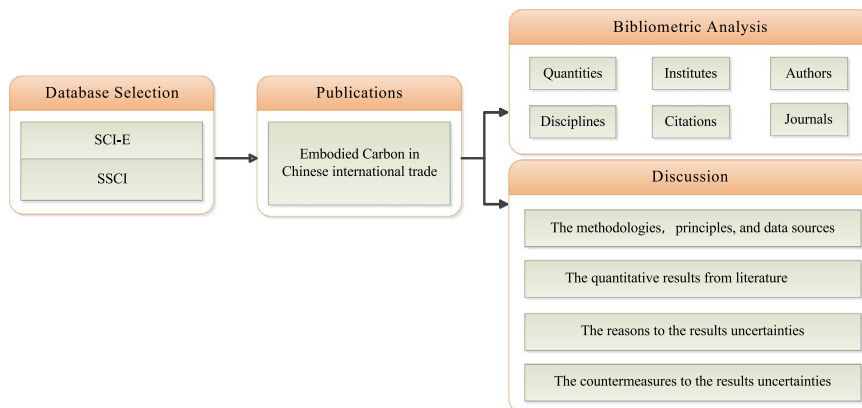 Database Selection
SCI-E
SSCI
Publications
Embodied Carbon in
Chinese international trade
Bibliometric Analysis
Quantities
Institutes
Authors
Disciplines
Citations
Journals
Discussion
The methodologies, principles, and data sources
The quantitative results from literature
The reasons to the results uncertainties
The countermeasures to the results uncertainties